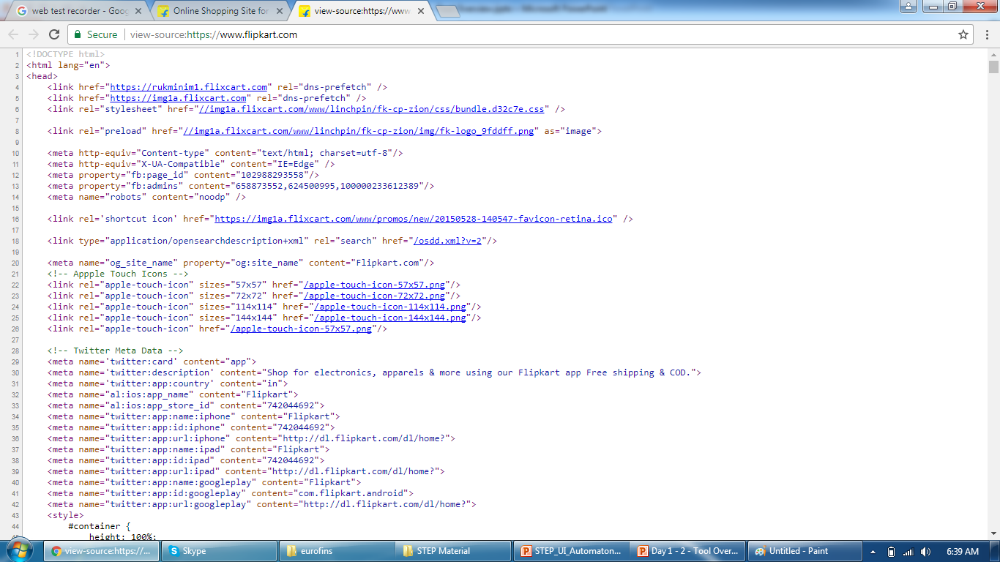 web test recorder - Goog
Online Shopping Site for
view-source:https://www
Overview.pptx - Microsoft PowerPoint
Secure
view-source:https://www.flipkart.com
1 <!DOCTYPE html>
2 <html lang="en">
3 <head>
4 <link href="https://rukminim1.flixcart.com" rel="dns-prefetch" />
5 <link href="https://img1a.flixcart.com" rel="dns-prefetch" />
6 <link rel="stylesheet" href="//img1a.flixcart.com/www/linchpin/fk-cp-zion/css/bundle.d32c7e.css" />
7
8 <link rel="preload" href="//img1a.flixcart.com/www/linchpin/fk-cp-zion/img/fk-logo_9fddff.png" as="image">
9
10 <meta http-equiv="Content-type" content="text/html; charset=utf-8"/>
11 <meta http-equiv="X-UA-Compatible" content="IE=Edge" />
12 <meta property="fb:page_id" content="102988293558"/>
13 <meta property="fb:admins" content="658873552,624500995,100000233612389"/>
14 <meta name="robots" content="noodp" />
15
16 <link rel='shortcut icon' href="https://img1a.flixcart.com/www/promos/new/20150528-140547-favicon-retina.ico" />
17
18 <link type="application/opensearchdescription+xml" rel="search" href="/osdd.xml?v=2"/>
19
20 <meta name="og_site_name" property="og:site_name" content="Flipkart.com"/>
21 <!-- Appple Touch Icons -->
22 <link rel="apple-touch-icon" sizes="57x57" href="/apple-touch-icon-57x57.png"/>
23 <link rel="apple-touch-icon" sizes="72x72" href="/apple-touch-icon-72x72.png"/>
24 <link rel="apple-touch-icon" sizes="114x114" href="/apple-touch-icon-114x114.png"/>
25 <link rel="apple-touch-icon" sizes="144x144" href="/apple-touch-icon-144x144.png"/>
26 <link rel="apple-touch-icon" href="/apple-touch-icon-57x57.png"/>
27
28 <!-- Twitter Meta Data -->
29 <meta name='twitter:card' content="app">
30 <meta name='twitter:description' content="Shop for electronics, apparels & more using our Flipkart app Free shipping & COD.">
31 <meta name='twitter:app:country' content="in">
32 <meta name="al:ios:app_name" content="Flipkart">
33 <meta name="al:ios:app_store_id" content="742044692">
34 <meta name="twitter:app:name:iphone" content="Flipkart">
35 <meta name="twitter:app:id:iphone" content="742044692">
36 <meta name="twitter:app:url:iphone" content="http://dl.flipkart.com/dl/home?">
37 <meta name="twitter:app:name:ipad" content="Flipkart">
38 <meta name="twitter:app:id:ipad" content="742044692">
39 <meta name="twitter:app:url:ipad" content="http://dl.flipkart.com/dl/home?">
40 <meta name="twitter:app:name:googleplay" content="Flipkart">
41 <meta name="twitter:app:id:googleplay" content="com.flipkart.android">
42 <meta name="twitter:app:url:googleplay" content="http://dl.flipkart.com/dl/home?">
43 <style>
44 #container {
45 height: 100%;
view-source:https://...
Skype
eurofins
STEP Material
STEP_UI_Automaton...
Day 1 - 2 - Tool Over...
Untitled - Paint
6:39 AM